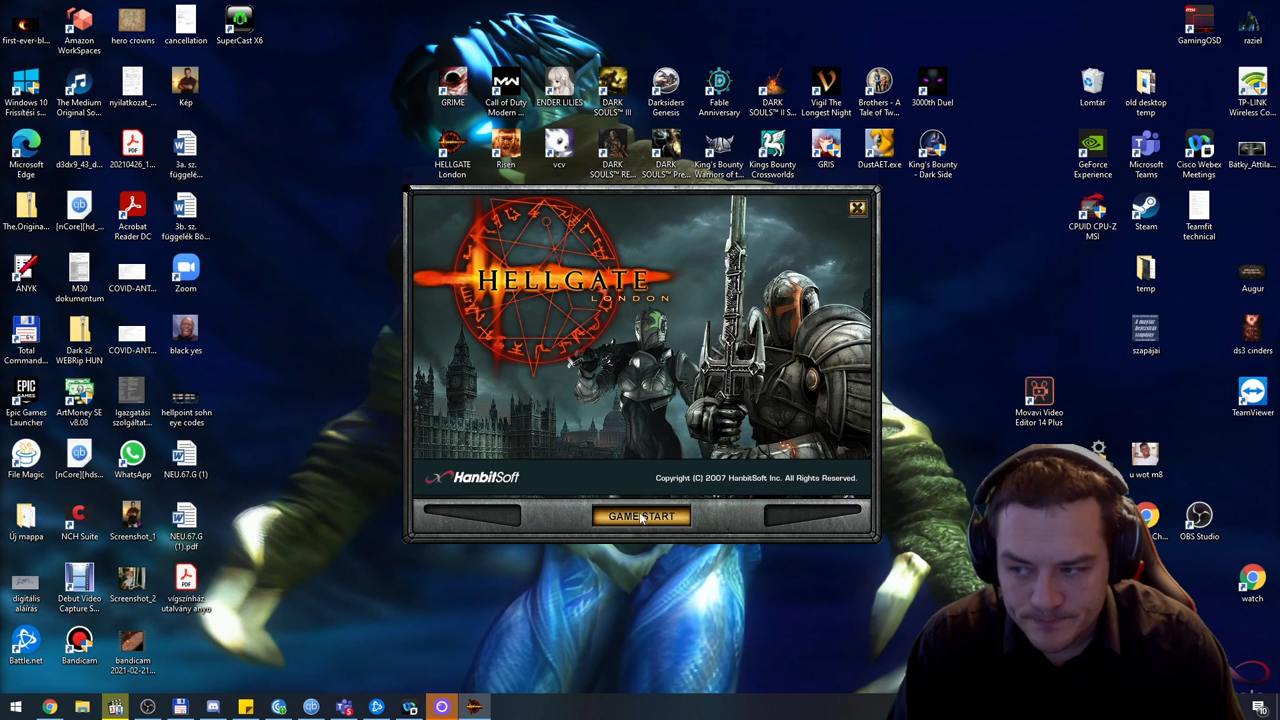 first-ever-bl...
Amazon
WorkSpaces
hero crowns
cancellation
SuperCast X6
GamingOSD
raziel
Windows 10
Frissítési s...
The Medium
Original So...
nyilatkozat_...
Kép
GRIME
Call of Duty
Modern ...
ENDER LILIES
DARK
SOULS™ III
Darksiders
Genesis
Fable
Anniversary
DARK
SOULS™ II S...
Vigil The
Longest Night
Brothers - A
Tale of Tw...
3000th Duel
Lomtár
old desktop
temp
TP-LINK
Wireless Co...
Microsoft
Edge
d3dx9_43_d...
20210426_1...
3a. sz.
függelé...
HELLGATE
London
Risen
vcv
DARK
SOULS™ RE...
DARK
SOULS™ Pre...
King's Bounty
Warriors of t...
Kings Bounty
Crossworlds
GRIS
DustAET.exe
King's Bounty
- Dark Side
GeForce
Experience
Microsoft
Teams
Cisco Webex
Meetings
Bátky_Attila...
The.Origina...
[nCore][hd_...
Acrobat
Reader DC
3b. sz.
függelék Bö...
CPUID CPU-Z
MSI
Steam
Teamfit
technical
ÁNYK
M30
dokumentum
COVID-ANT...
Zoom
temp
Augur
HELLGATE
LONDON
Total
Comman...
Dark s2
WEBRip HUN
COVID-ANT...
black yes
szapájai
ds3 cinders
Epic Games
Launcher
ArtMoney SE
v8.08
Igazgatási
szolgáltat...
hellpoint sohn
eye codes
Movavi Video
Editor 14 Plus
TeamViewer
File Magic
[nCore][hds...
WhatsApp
NEU.67.G (1)
u wot m8
HanbitSoft
Copyright (C) 2007 HanbitSoft Inc. All Rights Reserved.
GAME START
Új mappa
NCH Suite
Screenshot_1
NEU.67.G
(1).pdf
Ch...
OBS Studio
digitális
aláírás
Debut Video
Capture S...
Screenshot_2
vígszínház
utalvány anyu
watch
Battle.net
Bandicam
bandicam
2021-02-21...